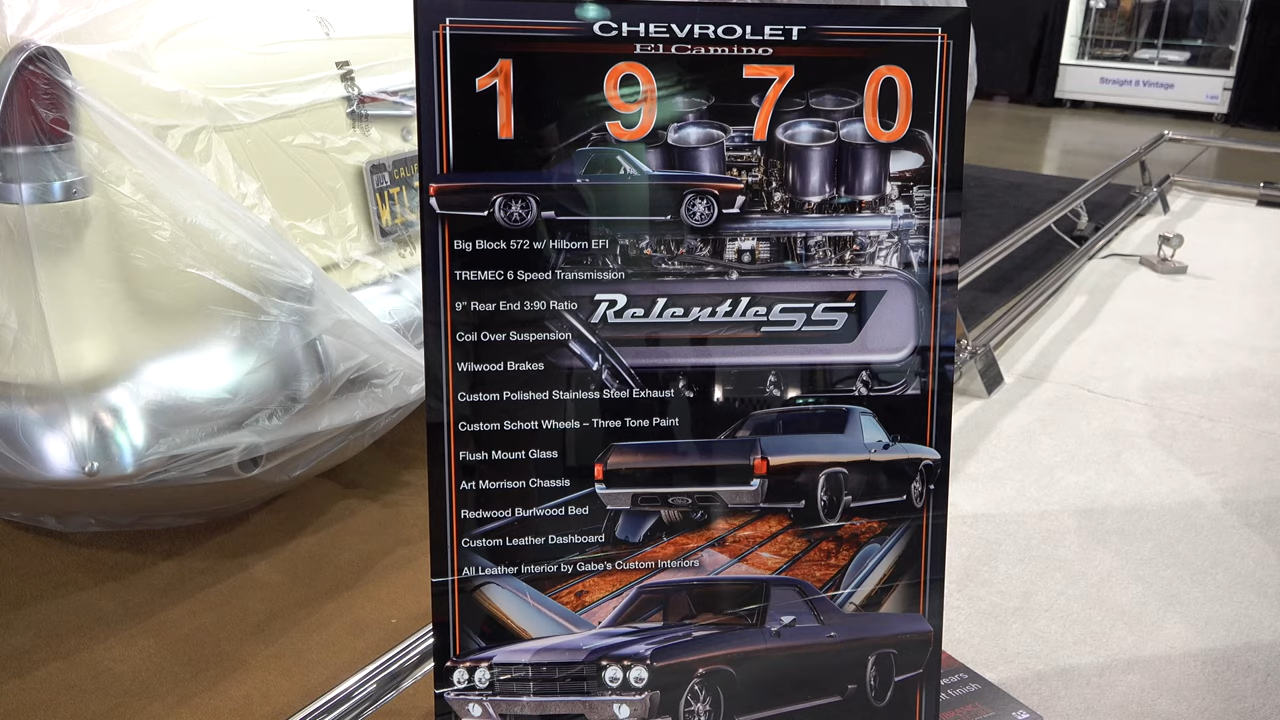 CHEVROLET
El Camino
1970
Big Block 572 w/ Hilborn EFI
TREMEC 6 Speed Transmission
9" Rear End 3:90 Ratio
RelentleSS
Coil Over Suspension
Wilwood Brakes
Custom Polished Stainless Steel Exhaust
Custom Schott Wheels – Three Tone Paint
Flush Mount Glass
Art Morrison Chassis
Redwood Burlwood Bed
Custom Leather Dashboard
All Leather Interior by Gabe's Custom Interiors
Straight 8 Vintage